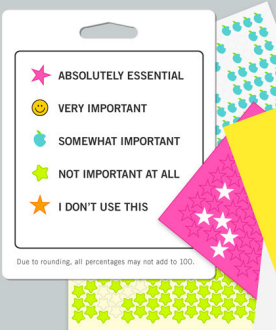 ABSOLUTELY ESSENTIAL
VERY IMPORTANT
SOMEWHAT IMPORTANT
NOT IMPORTANT AT ALL
I DON'T USE THIS
Due to rounding, all percentages may not add to 100.